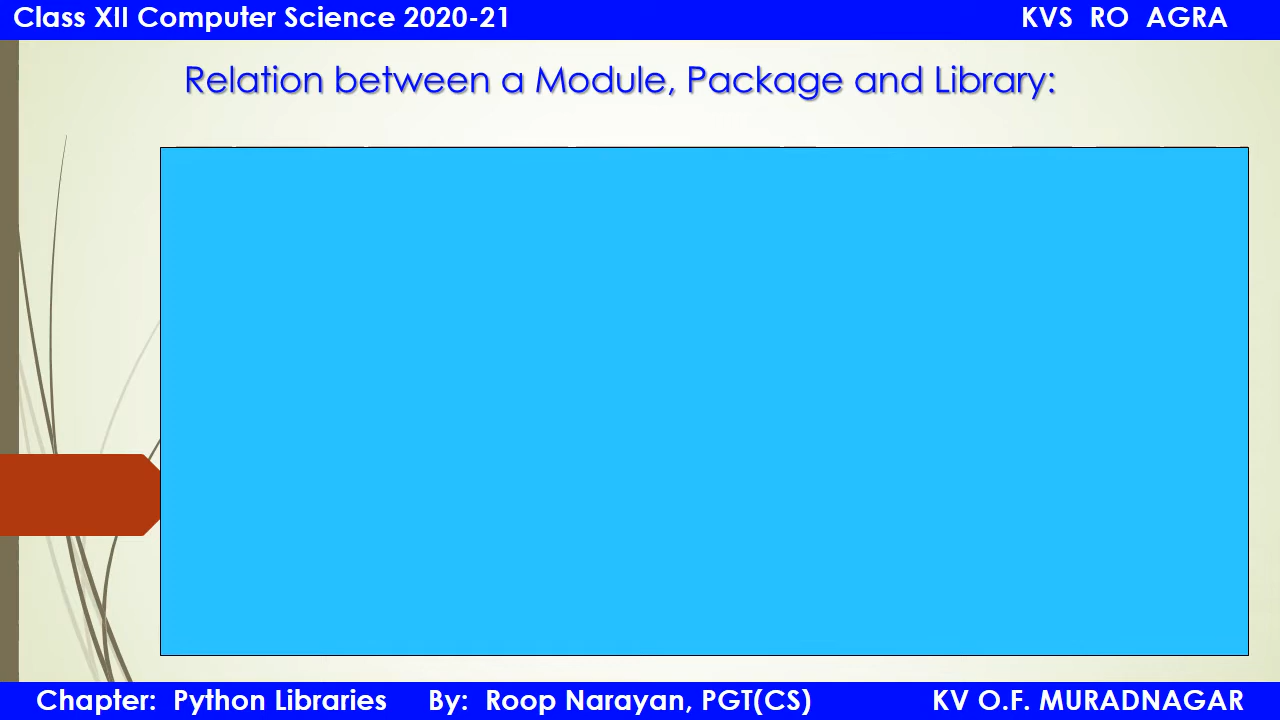 Class XII Computer Science 2020-21 KVS RO AGRA
Relation between a Module, Package and Library:
Chapter: Python Libraries By: Roop Narayan, PGT(CS) KV O.F. MURADNAGAR